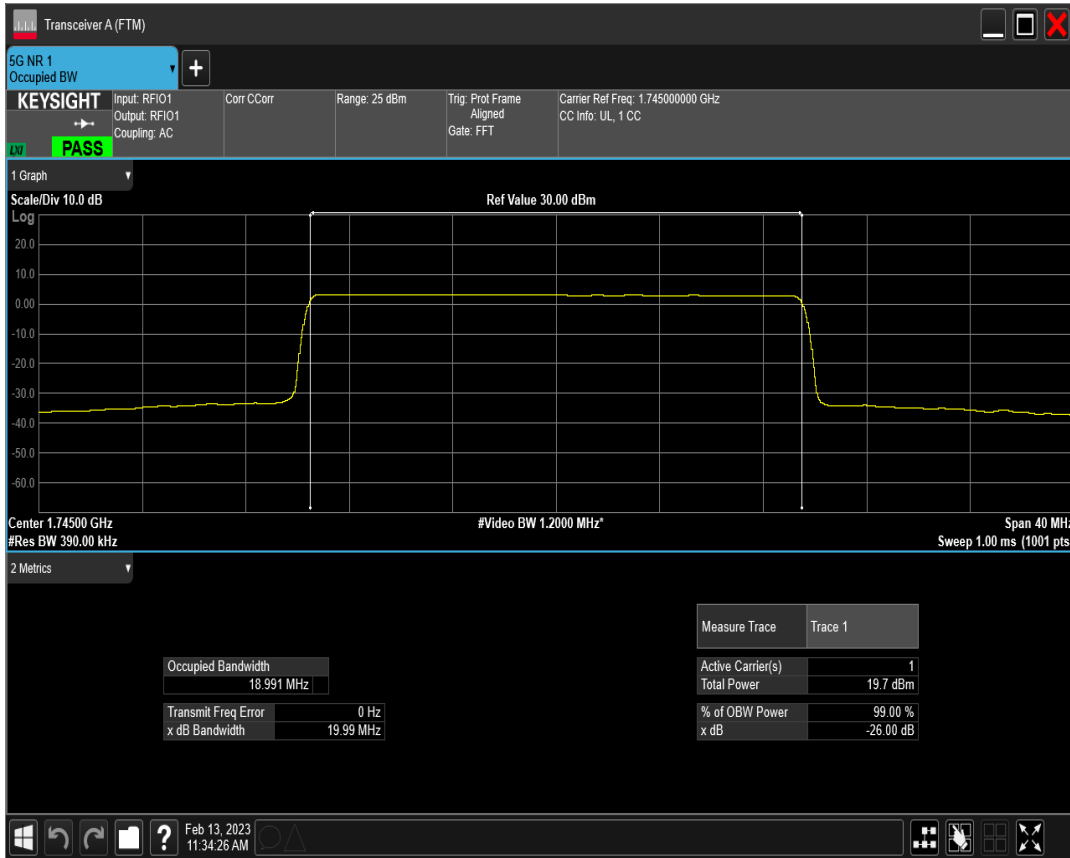 Transceiver A (FTM)
5G NR 1
Occupied BW
+
KEYSIGHT
LXI
PASS
Input: RFIO1
Output: RFIO1
Coupling: AC
Corr CCorr
Range: 25 dBm
Trig: Prot Frame
Aligned
Gate: FFT
Carrier Ref Freq: 1.745000000 GHz
CC Info: UL, 1 CC
1 Graph
Scale/Div 10.0 dB
Ref Value 30.00 dBm
Log
20.0
10.0
0.00
-10.0
-20.0
-30.0
-40.0
-50.0
-60.0
Center 1.74500 GHz
#Video BW 1.2000 MHz*
Span 40 MHz
#Res BW 390.00 kHz
Sweep 1.00 ms (1001 pts
2 Metrics
Measure Trace Trace 1
Occupied Bandwidth
18.991 MHz
Active Carrier(s) 1
Total Power 19.7 dBm
Transmit Freq Error 0 Hz
x dB Bandwidth 19.99 MHz
% of OBW Power 99.00 %
x dB -26.00 dB
?
Feb 13, 2023
11:34:26 AM